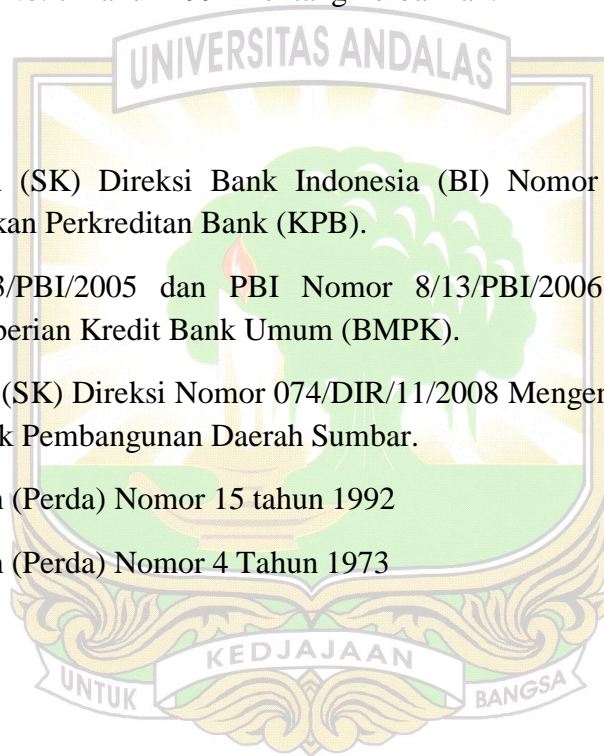 UNIVERSITAS ANDALAS
(SK) Direksi Bank Indonesia (BI) Nomor
kan Perkreditan Bank (KPB).
3/PBI/2005 dan PBI Nomor 8/13/PBI/2006
berian Kredit Bank Umum (BMPK).
(SK) Direksi Nomor 074/DIR/11/2008 Mengen
k Pembangunan Daerah Sumbar.
n (Perda) Nomor 15 tahun 1992
n (Perda) Nomor 4 Tahun 1973
KEDJAJAAN
UNTUK
BANGSA